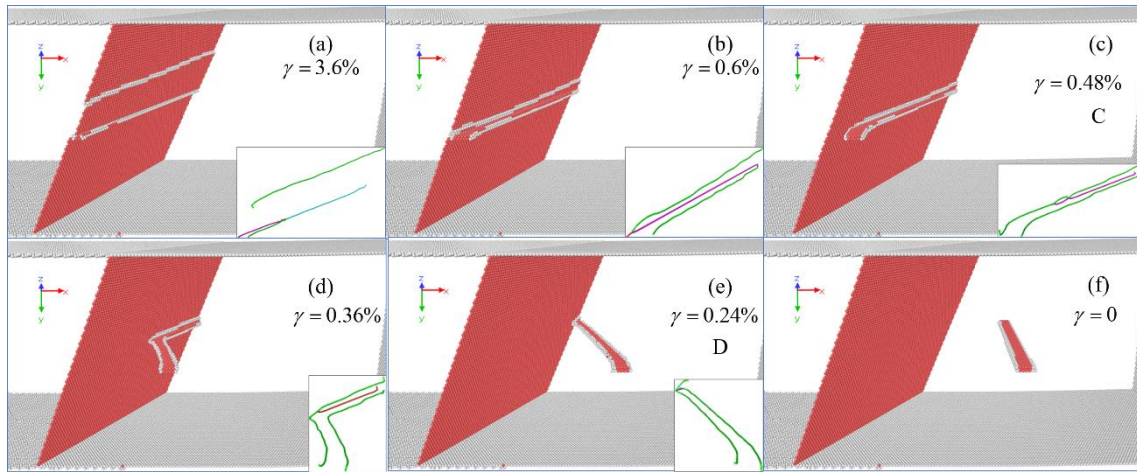 (a)
γ = 3.6%
z
x
y
(b)
γ = 0.6%
z
x
y
(c)
γ = 0.48%
C
z
x
y
(d)
γ = 0.36%
z
x
y
(e)
γ = 0.24%
D
z
x
y
(f)
γ = 0
z
x
y